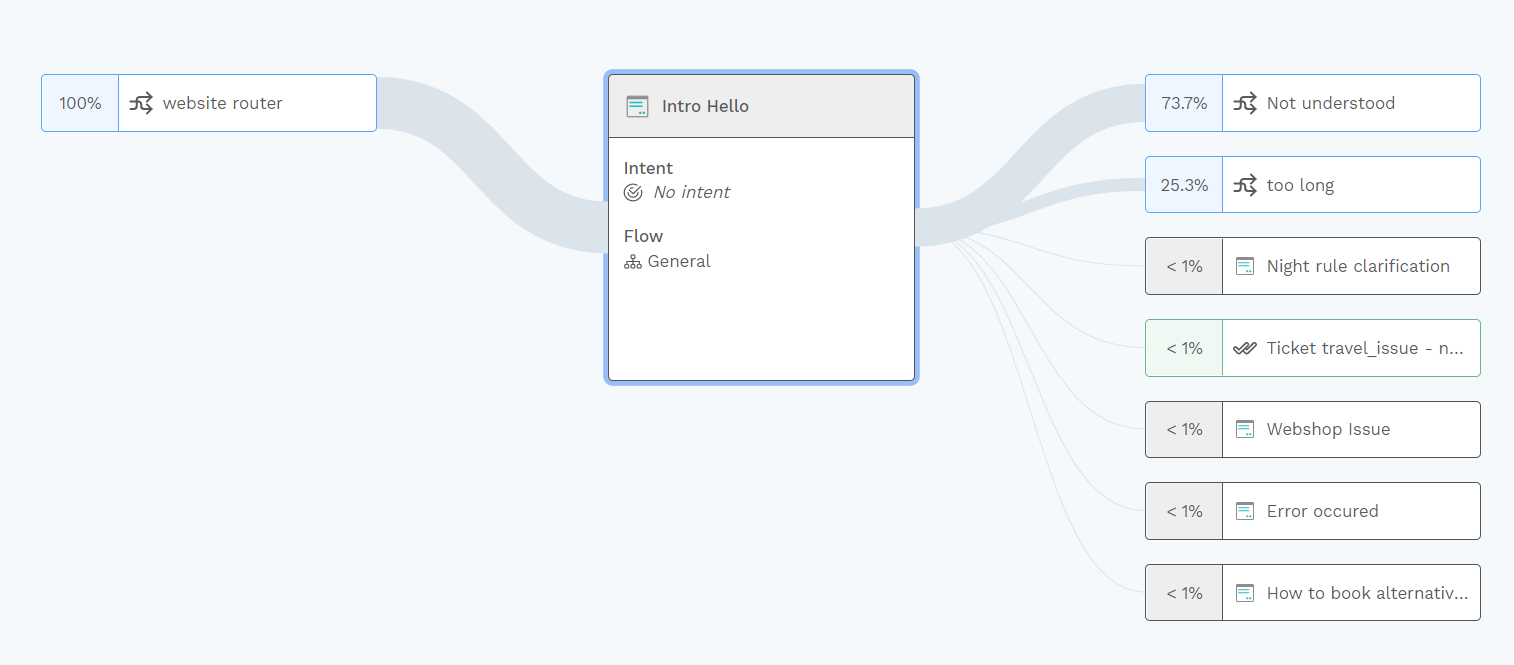 100%
website router
Intro Hello
Intent
No intent
Flow
General
73.7%
Not understood
25.3%
too long
< 1%
Night rule clarification
< 1%
Ticket travel_issue - n...
< 1%
Webshop Issue
< 1%
Error occured
< 1%
How to book alternativ...